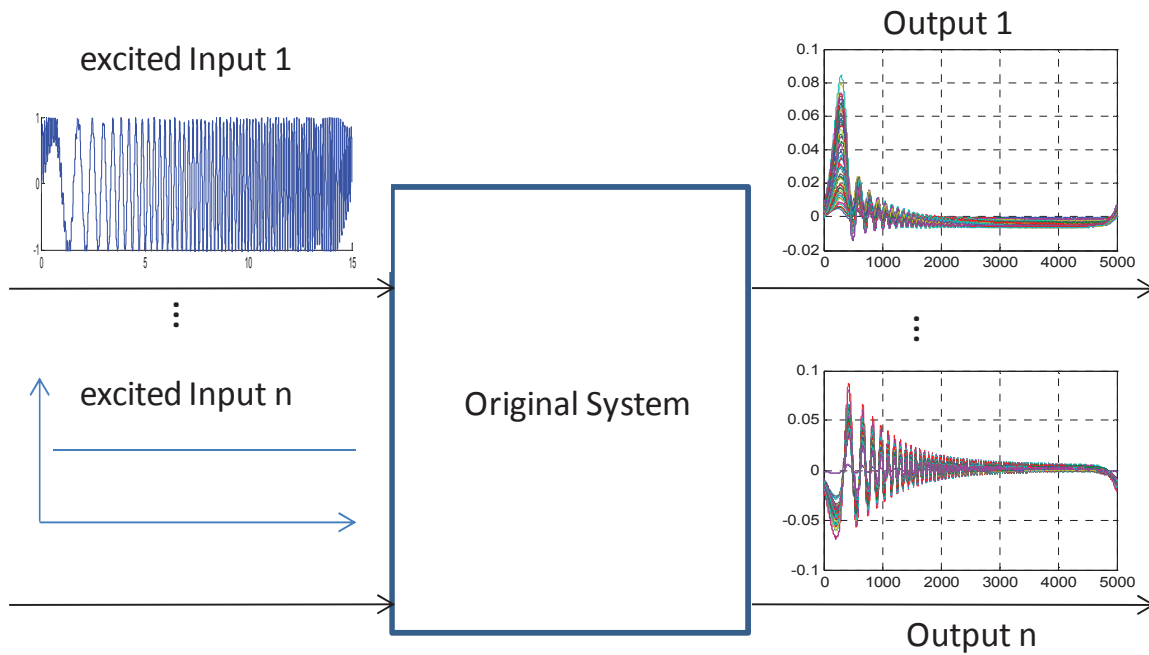 Output 1
excited Input 1
0.1
0.08
0.06
0.04
0.02
0
-0.02
0 1000 2000 3000 4000 5000
1
0
-1
0 5 10 15
...
...
excited Input n
Original System
0.1
0.05
0
-0.05
-0.1
0 1000 2000 3000 4000 5000
Output n